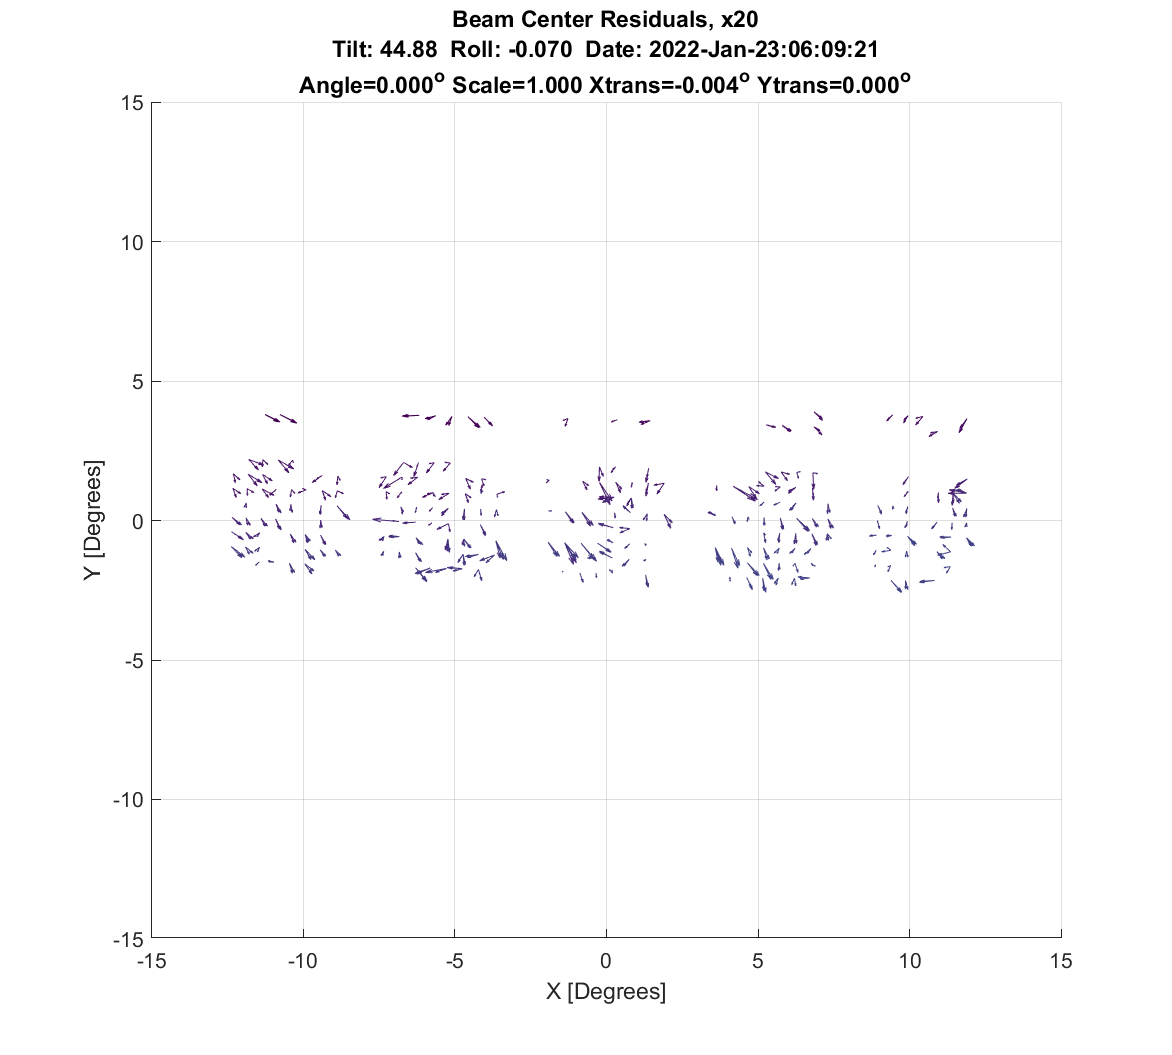 Beam Center Residuals, x20
Tilt: 44.88 Roll: -0.070 Date: 2022-Jan-23:06:09:21
Angle=0.000° Scale=1.000 Xtrans=-0.004° Ytrans=0.000°
15
10
5
0
-5
-10
-15
Y [Degrees]
-15 -10 -5 0 5 10 15
X [Degrees]